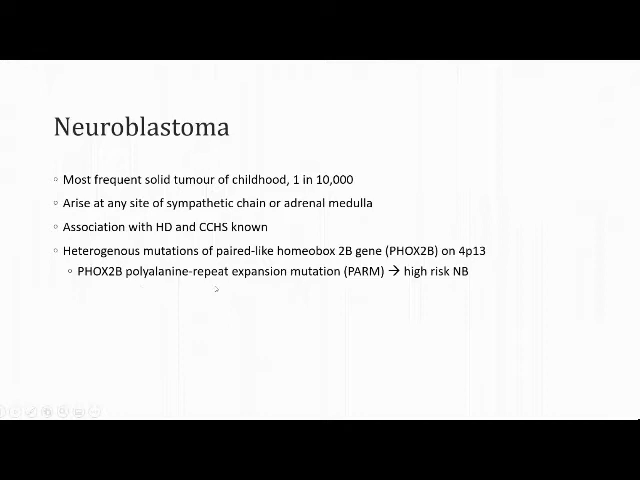 Neuroblastoma
◦ Most frequent solid tumour of childhood, 1 in 10,000
◦ Arise at any site of sympathetic chain or adrenal medulla
◦ Association with HD and CCHS known
◦ Heterogenous mutations of paired-like homeobox 2B gene (PHOX2B) on 4p13
◦ PHOX2B polyalanine-repeat expansion mutation (PARM) → high risk NB